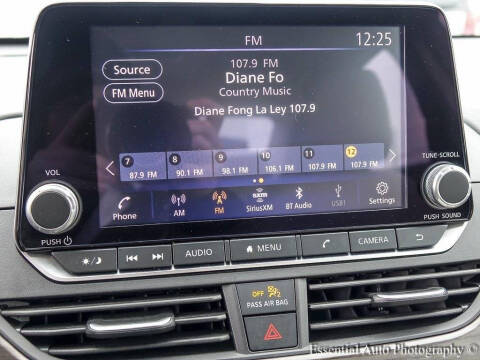 FM
12:25
107.9 FM
Source
Diane Fo
Country Music
FM Menu
Diane Fong La Ley 107.9
7 8 9 10 11 12
87.9 FM 90.1 FM 98.1 FM 106.1 FM 107.9 FM 107.9 FM
VOL
TUNE·SCROLL
Phone
AM
FM
SXM
SiriusXM
BT Audio
USB1
Settings
PUSH
PUSH SOUND
AUDIO
MENU
CAMERA
OFF
PASS AIR BAG
Essential Auto Photography ©